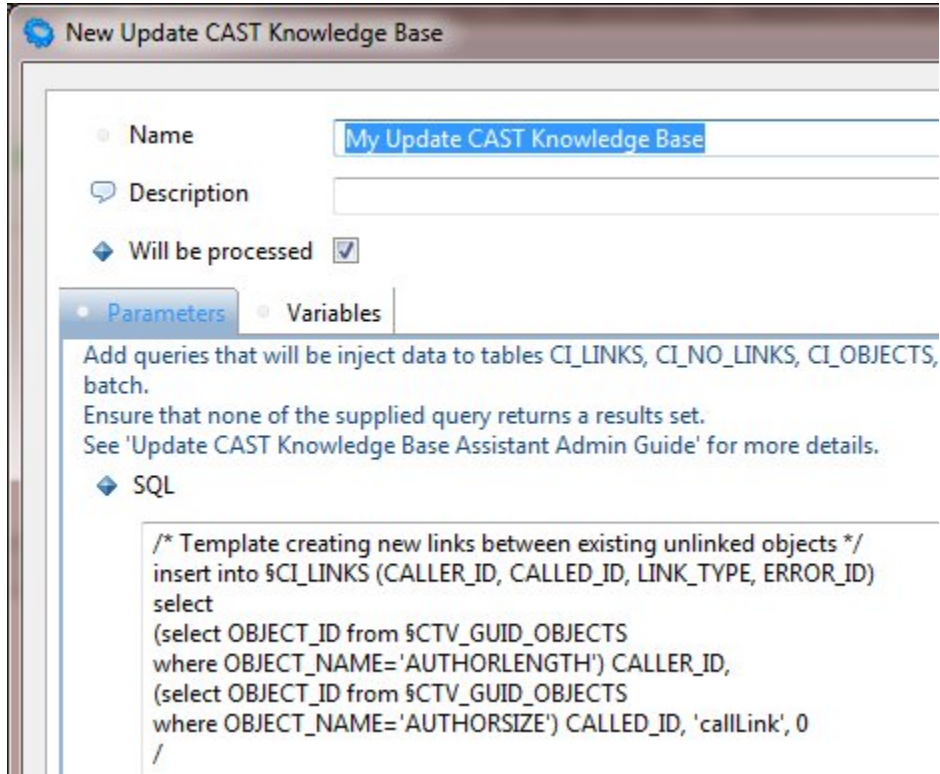 New Update CAST Knowledge Base
Name
My Update CAST Knowledge Base
Description
Will be processed
Parameters
Variables
Add queries that will be inject data to tables CI_LINKS, CI_NO_LINKS, CI_OBJECTS,
batch.
Ensure that none of the supplied query returns a results set.
See 'Update CAST Knowledge Base Assistant Admin Guide' for more details.
SQL
/* Template creating new links between existing unlinked objects */
insert into §CI_LINKS (CALLER_ID, CALLED_ID, LINK_TYPE, ERROR_ID)
select
(select OBJECT_ID from §CTV_GUID_OBJECTS
where OBJECT_NAME='AUTHORLENGTH') CALLER_ID,
(select OBJECT_ID from §CTV_GUID_OBJECTS
where OBJECT_NAME='AUTHORSIZE') CALLED_ID, 'callLink', 0
/